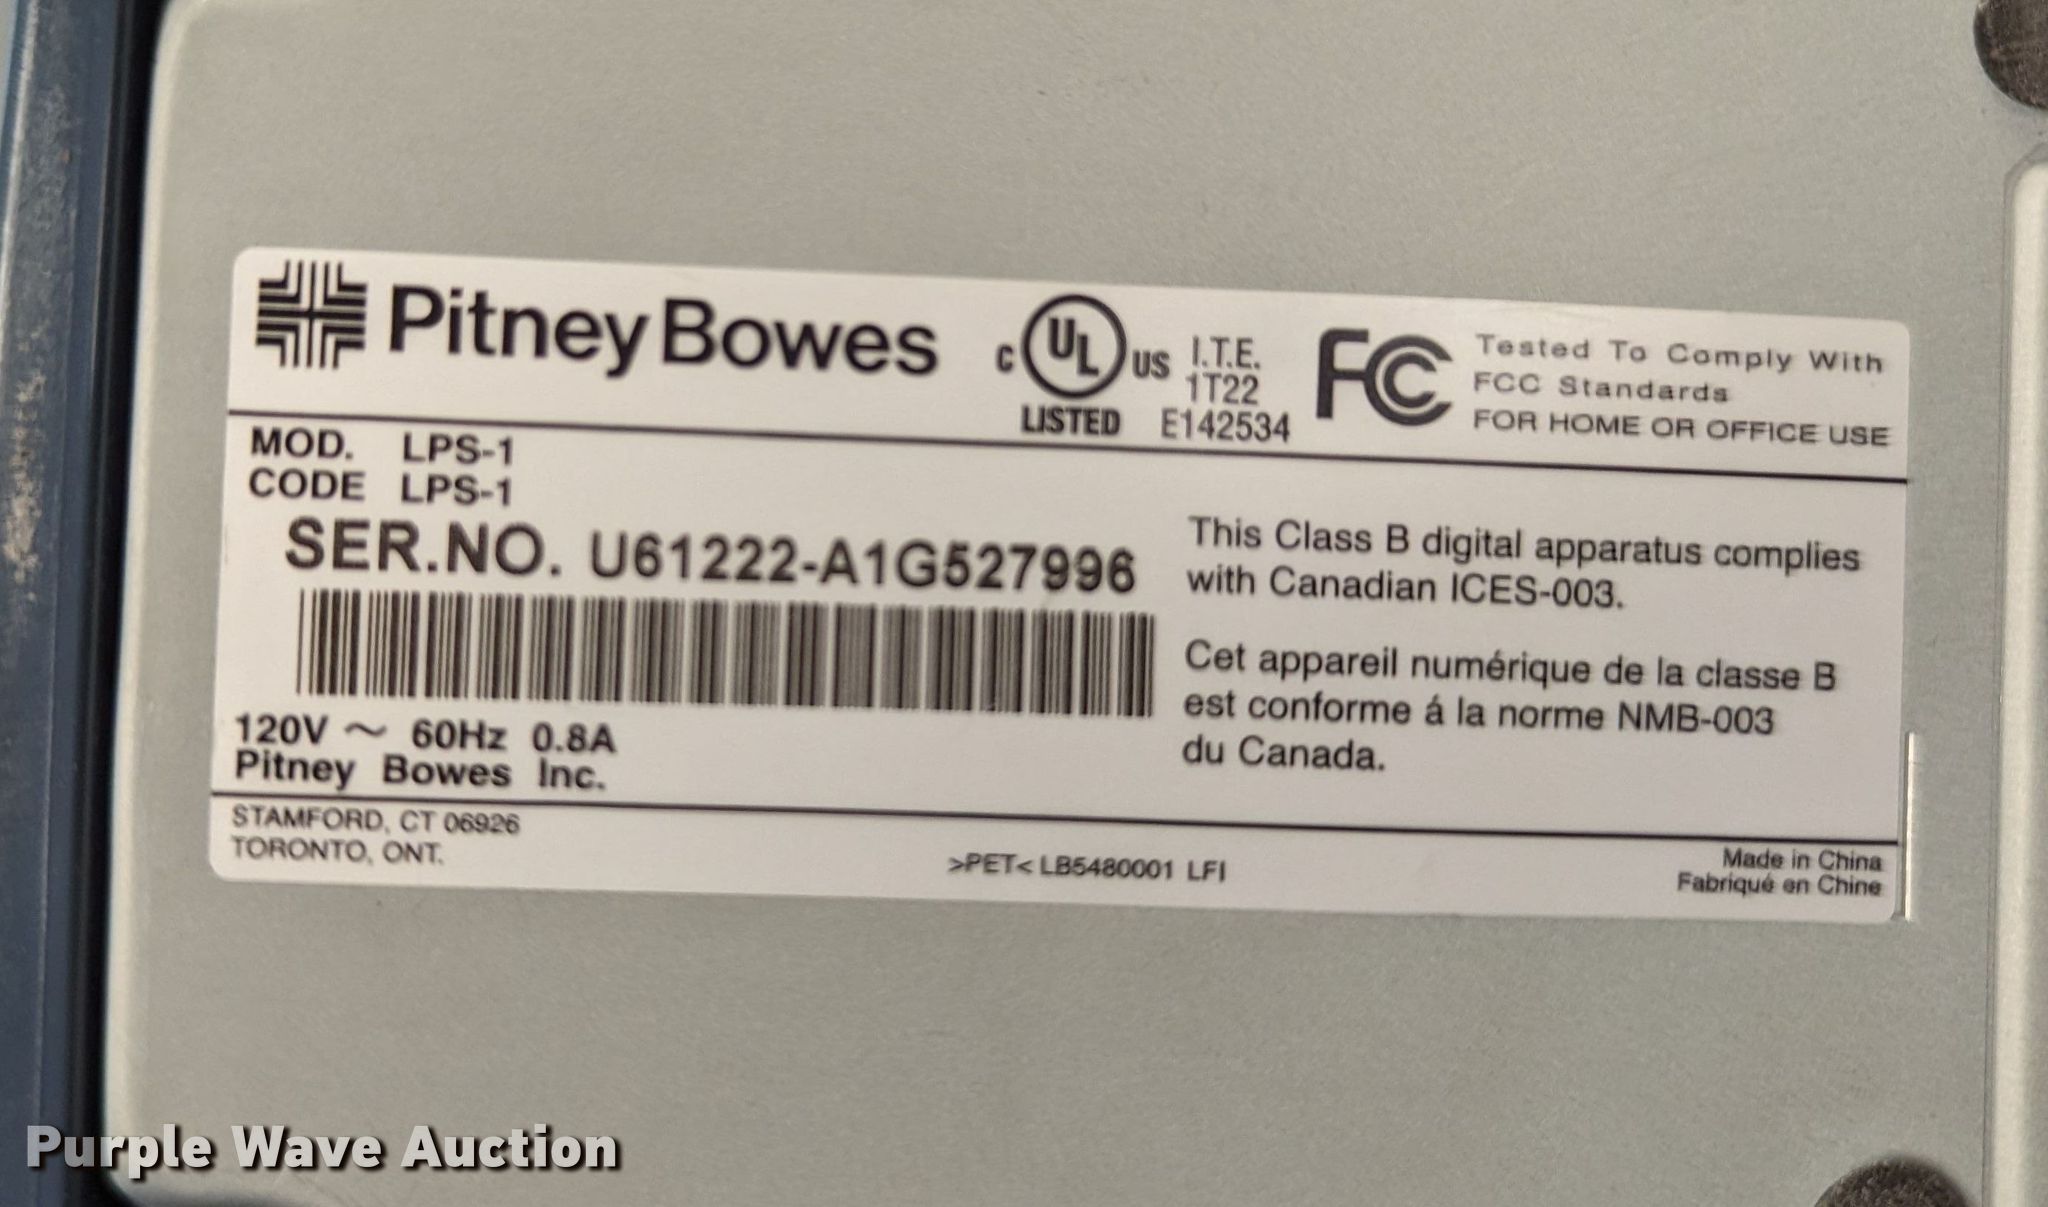 Pitney Bowes
C UL US
LISTED
I.T.E.
1T22
E142534
FC
Tested To Comply With
FCC Standards
FOR HOME OR OFFICE USE
MOD. LPS-1
CODE LPS-1
SER.NO. U61222-A1G527996
120V ~ 60Hz 0.8A
Pitney Bowes Inc.
This Class B digital apparatus complies
with Canadian ICES-003.
Cet appareil numérique de la classe B
est conforme á la norme NMB-003
du Canada.
STAMFORD, CT 06926
TORONTO, ONT.
>PET< LB5480001 LFI
Made in China
Fabriqué en Chine
Purple Wave Auction